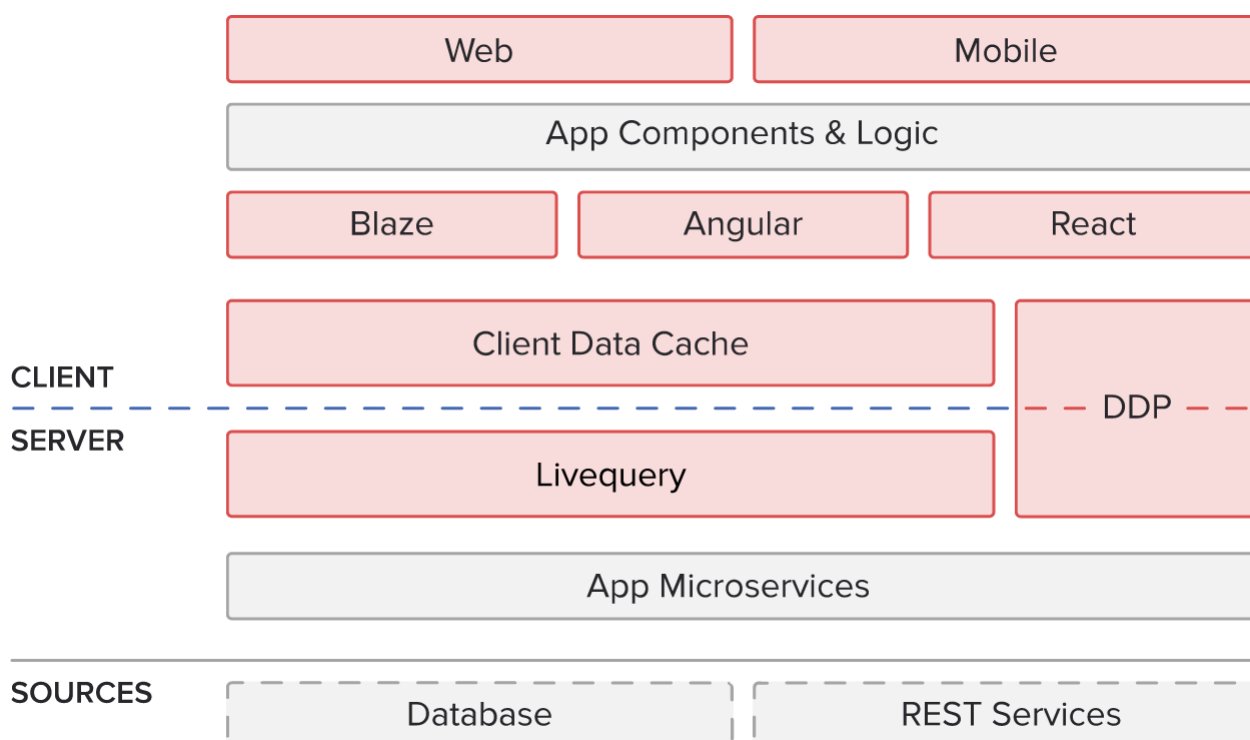 Web
Mobile
App Components & Logic
Blaze
Angular
React
Client Data Cache
CLIENT
DDP
SERVER
Livequery
App Microservices
SOURCES
Database
REST Services